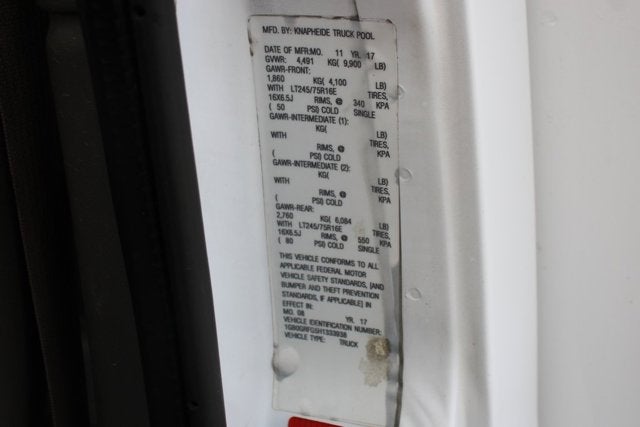 MFD. BY: KNAPHEIDE TRUCK POOL
DATE OF MFR:MO. 11 YR. 17
GVWR: 4,491 KG( 9,900 LB)
GAWR-FRONT:
1,860 KG( 4,100 LB)
WITH LT245/75R16E TIRES,
16X6.5J RIMS, @ 340 KPA
( 50 PSI) COLD SINGLE
GAWR-INTERMEDIATE (1):
KG( LB)
WITH TIRES,
RIMS, @ KPA
( PSI) COLD
GAWR-INTERMEDIATE (2):
KG( LB)
WITH TIRES,
RIMS, @ KPA
( PSI) COLD
GAWR-REAR:
2,760 KG( 6,084 LB)
WITH LT245/75R16E TIRES,
16X6.5J RIMS, @ 550 KPA
( 80 PSI) COLD SINGLE
THIS VEHICLE CONFORMS TO ALL
APPLICABLE FEDERAL MOTOR
VEHICLE SAFETY STANDARDS, [AND
BUMPER AND THEFT PREVENTION
STANDARDS, IF APPLICABLE] IN
EFFECT IN:
MO. 08 YR. 17
VEHICLE IDENTIFICATION NUMBER:
VEHICLE TYPE: TRUCK